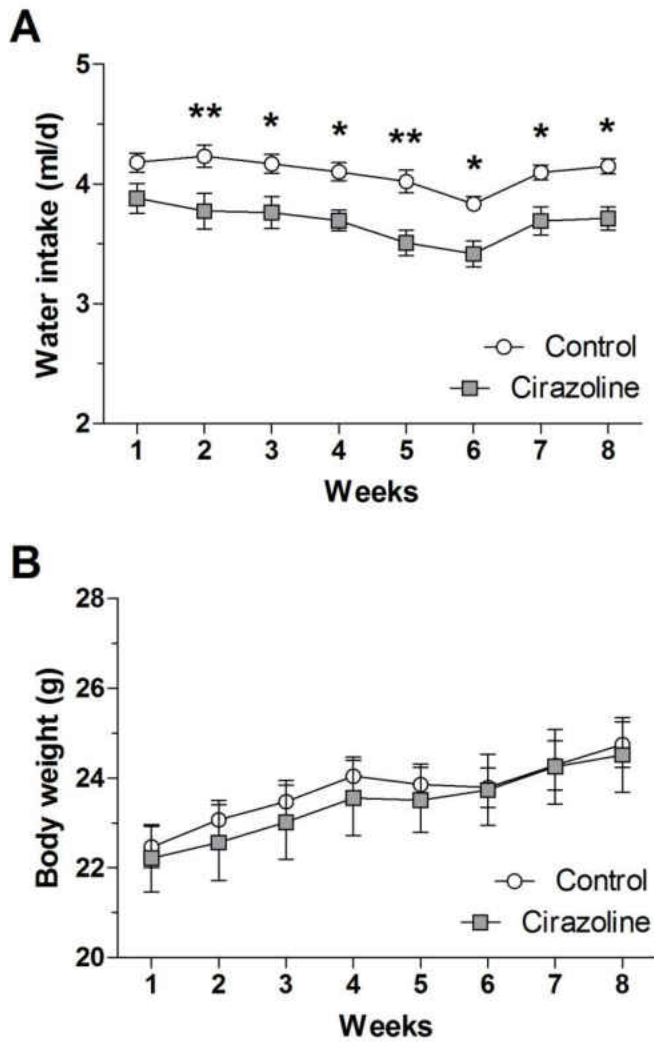 A
Water intake (ml/d)
5
4
3
2
** * * ** * * *
Control
Cirazoline
1 2 3 4 5 6 7 8
Weeks
B
Body weight (g)
28
26
24
22
20
Control
Cirazoline
1 2 3 4 5 6 7 8
Weeks